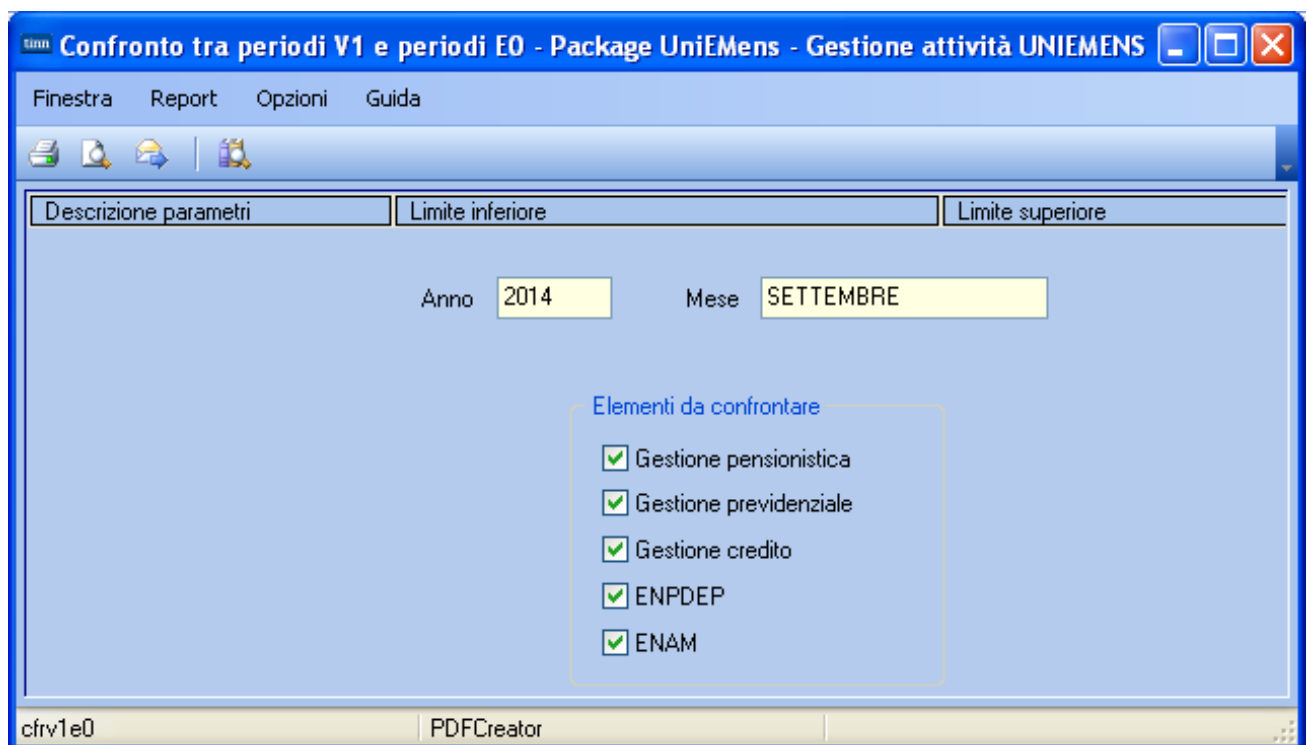 tinn Confronto tra periodi V1 e periodi E0 - Package UniEMens - Gestione attività UNIEMENS
Finestra Report Opzioni Guida
Descrizione parametri Limite inferiore Limite superiore
Anno 2014 Mese SETTEMBRE
Elementi da confrontare
Gestione pensionistica
Gestione previdenziale
Gestione credito
ENPDEP
ENAM
cfrv1e0 PDFCreator